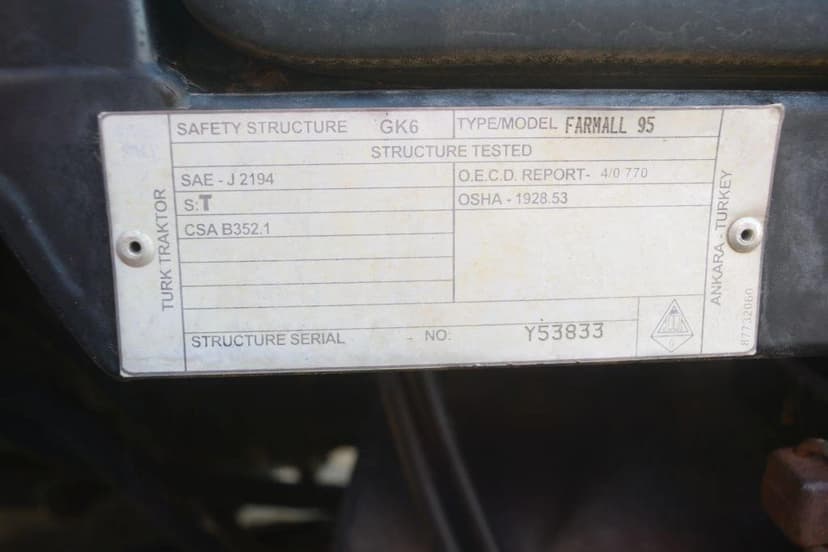 TURK TRAKTOR
SAFETY STRUCTURE GK6
TYPE/MODEL FARMALL 95
STRUCTURE TESTED
SAE - J 2194
O.E.C.D. REPORT- 4/0 770
S:T
OSHA - 1928.53
CSA B352.1
STRUCTURE SERIAL - NO: Y53833
ANKARA - TURKEY
87732060